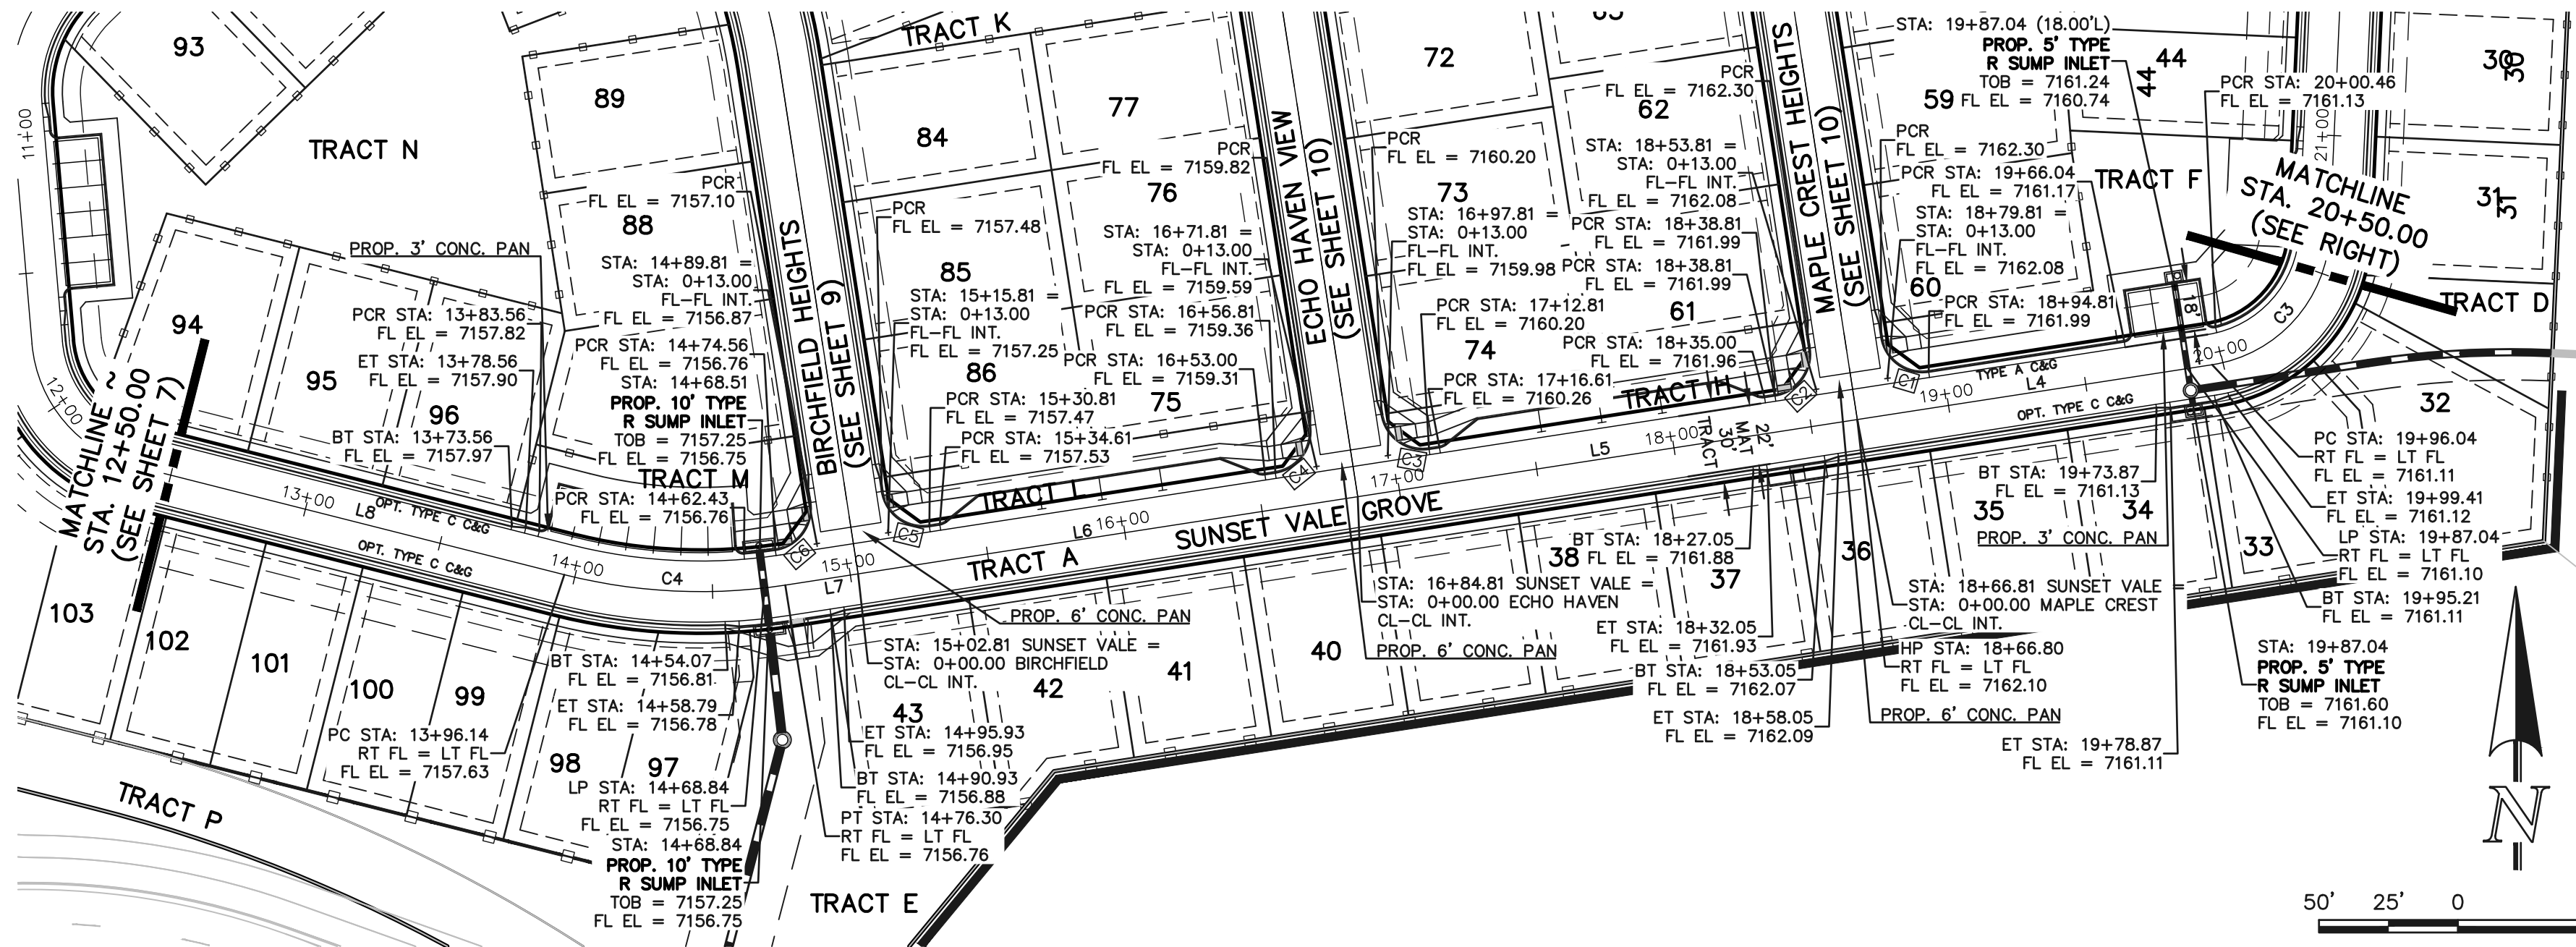 93
TRACT N
11+00
12+00
MATCHLINE ~
STA. 12+50.00
(SEE SHEET 7)
94
95
96
PROP. 3' CONC. PAN
PCR STA: 13+83.56
FL EL = 7157.82
ET STA: 13+78.56
FL EL = 7157.90
BT STA: 13+73.56
FL EL = 7157.97
13+00
L8
OPT. TYPE C C&G
OPT. TYPE C C&G
14+00
C4
103
102
101
100
99
98
97
TRACT P
PC STA: 13+96.14
RT FL = LT FL
FL EL = 7157.63
89
88
PCR
FL EL = 7157.10
STA: 14+89.81 =
STA: 0+13.00
FL-FL INT.
FL EL = 7156.87
PCR STA: 14+74.56
FL EL = 7156.76
STA: 14+68.51
PROP. 10' TYPE
R SUMP INLET
TOB = 7157.25
FL EL = 7156.75
TRACT M
PCR STA: 14+62.43
FL EL = 7156.76
BT STA: 14+54.07
FL EL = 7156.81
ET STA: 14+58.79
FL EL = 7156.78
LP STA: 14+68.84
RT FL = LT FL
FL EL = 7156.75
STA: 14+68.84
PROP. 10' TYPE
R SUMP INLET
TOB = 7157.25
FL EL = 7156.75
BIRCHFIELD HEIGHTS
(SEE SHEET 9)
C6
15+00
L7
C5
TRACT K
84
77
PCR
FL EL = 7157.48
85
STA: 15+15.81 =
STA: 0+13.00
FL-FL INT.
FL EL = 7157.25
86
PCR STA: 15+30.81
FL EL = 7157.47
PCR STA: 15+34.61
FL EL = 7157.53
TRACT L
L6
16+00
TRACT A
SUNSET VALE GROVE
PROP. 6' CONC. PAN
STA: 15+02.81 SUNSET VALE =
STA: 0+00.00 BIRCHFIELD
CL-CL INT.
43
42
41
40
ET STA: 14+95.93
FL EL = 7156.95
BT STA: 14+90.93
FL EL = 7156.88
PT STA: 14+76.30
RT FL = LT FL
FL EL = 7156.76
TRACT E
PCR
FL EL = 7159.82
76
STA: 16+71.81 =
STA: 0+13.00
FL-FL INT.
FL EL = 7159.59
PCR STA: 16+56.81
FL EL = 7159.36
PCR STA: 16+53.00
FL EL = 7159.31
75
C4
ECHO HAVEN VIEW
(SEE SHEET 10)
17+00
C3
72
PCR
FL EL = 7160.20
73
STA: 16+97.81 =
STA: 0+13.00
FL-FL INT.
FL EL = 7159.98
PCR STA: 17+12.81
FL EL = 7160.20
74
PCR STA: 17+16.61
FL EL = 7160.26
L5
18+00
TRACT H
STA: 16+84.81 SUNSET VALE =
STA: 0+00.00 ECHO HAVEN
CL-CL INT.
PROP. 6' CONC. PAN
38
37
36
PCR
FL EL = 7162.30
62
STA: 18+53.81 =
STA: 0+13.00
FL-FL INT.
FL EL = 7162.08
PCR STA: 18+38.81
FL EL = 7161.99
PCR STA: 18+38.81
FL EL = 7161.99
61
PCR STA: 18+35.00
FL EL = 7161.96
C2
22'
MAT
30'
TRACT
BT STA: 18+27.05
FL EL = 7161.88
ET STA: 18+32.05
FL EL = 7161.93
BT STA: 18+53.05
FL EL = 7162.07
ET STA: 18+58.05
FL EL = 7162.09
MAPLE CREST HEIGHTS
(SEE SHEET 10)
STA: 19+87.04 (18.00'L)
PROP. 5' TYPE
R SUMP INLET
TOB = 7161.24
FL EL = 7160.74
59
44
44
PCR
FL EL = 7162.30
PCR STA: 19+66.04
FL EL = 7161.17
STA: 18+79.81 =
STA: 0+13.00
FL-FL INT.
FL EL = 7162.08
60
PCR STA: 18+94.81
FL EL = 7161.99
C1
TYPE A C&G
L4
19+00
OPT. TYPE C C&G
18'
20+00
C3
PCR STA: 20+00.46
FL EL = 7161.13
TRACT F
21+00
MATCHLINE
STA. 20+50.00
(SEE RIGHT)
30
30
31
31
TRACT D
32
33
34
35
BT STA: 19+73.87
FL EL = 7161.13
PROP. 3' CONC. PAN
STA: 18+66.81 SUNSET VALE =
STA: 0+00.00 MAPLE CREST
CL-CL INT.
HP STA: 18+66.80
RT FL = LT FL
FL EL = 7162.10
PROP. 6' CONC. PAN
ET STA: 19+78.87
FL EL = 7161.11
PC STA: 19+96.04
RT FL = LT FL
FL EL = 7161.11
ET STA: 19+99.41
FL EL = 7161.12
LP STA: 19+87.04
RT FL = LT FL
FL EL = 7161.10
BT STA: 19+95.21
FL EL = 7161.11
STA: 19+87.04
PROP. 5' TYPE
R SUMP INLET
TOB = 7161.60
FL EL = 7161.10
N
50' 25' 0